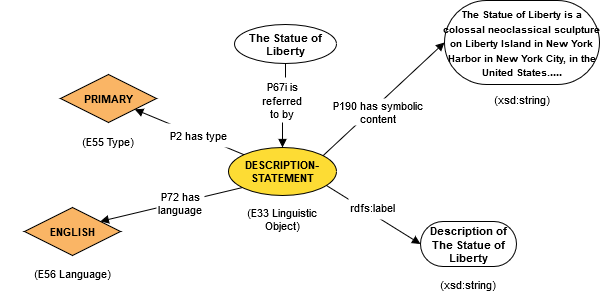 The Statue of Liberty is a
colossal neoclassical sculpture
on Liberty Island in New York
Harbor in New York City, in the
United States.....
(xsd:string)
The Statue of
Liberty
P67i is
referred
to by
P190 has symbolic
content
PRIMARY
(E55 Type)
P2 has type
DESCRIPTION-
STATEMENT
(E33 Linguistic
Object)
P72 has
language
ENGLISH
(E56 Language)
rdfs:label
Description of
The Statue of
Liberty
(xsd:string)